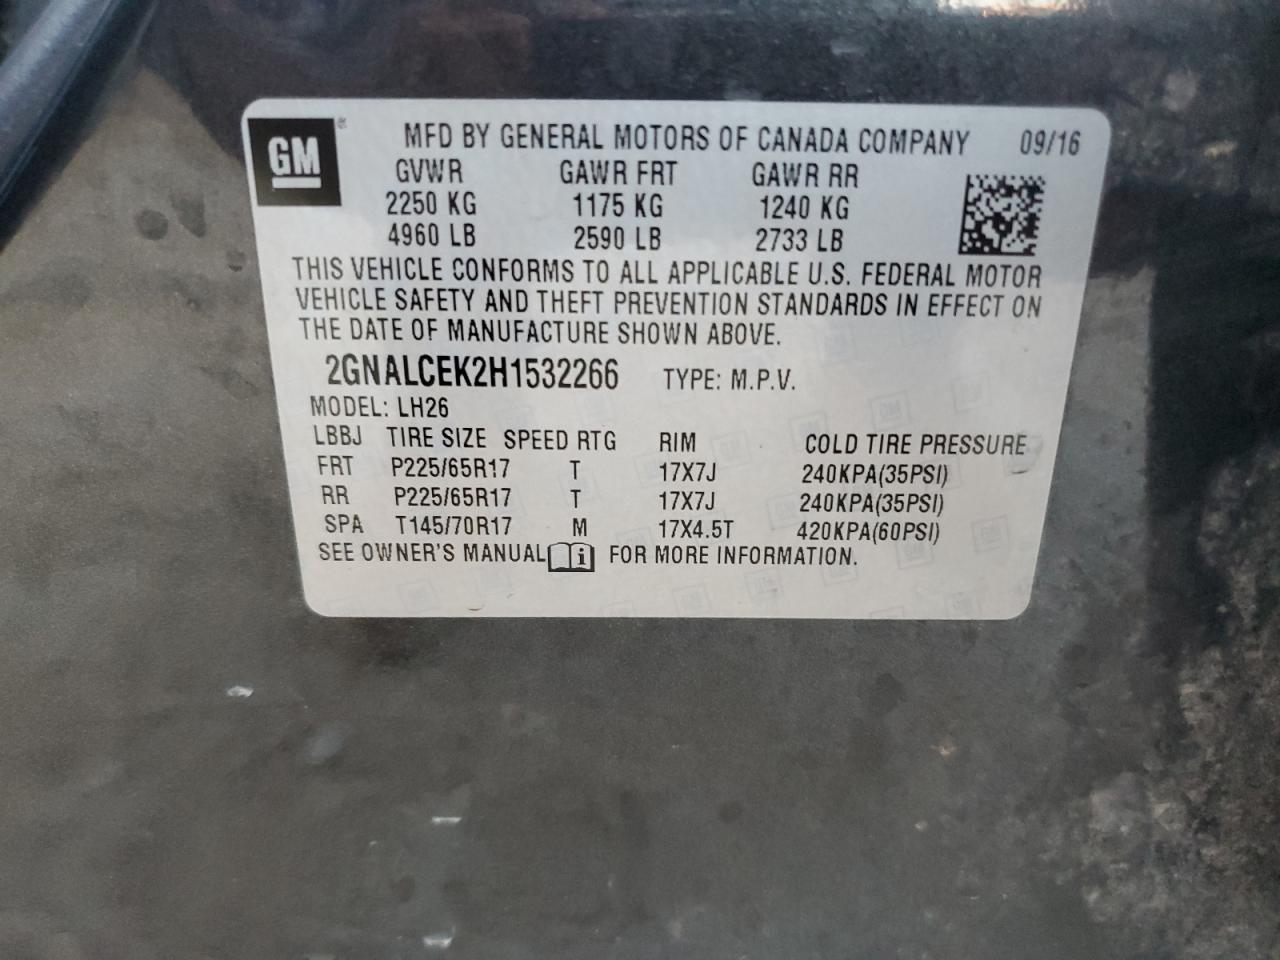 GM ® MFD BY GENERAL MOTORS OF CANADA COMPANY 09/16
GVWR GAWR FRT GAWR RR
2250 KG 1175 KG 1240 KG
4960 LB 2590 LB 2733 LB
THIS VEHICLE CONFORMS TO ALL APPLICABLE U.S. FEDERAL MOTOR
VEHICLE SAFETY AND THEFT PREVENTION STANDARDS IN EFFECT ON
THE DATE OF MANUFACTURE SHOWN ABOVE.
2GNALCEK2H1532266 TYPE: M.P.V.
MODEL: LH26
LBBJ TIRE SIZE SPEED RTG RIM COLD TIRE PRESSURE
FRT P225/65R17 T 17X7J 240KPA(35PSI)
RR P225/65R17 T 17X7J 240KPA(35PSI)
SPA T145/70R17 M 17X4.5T 420KPA(60PSI)
SEE OWNER'S MANUAL i FOR MORE INFORMATION.